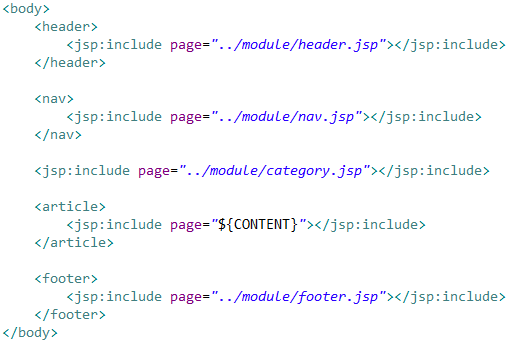 <body>
    <header>
        <jsp:include page="../module/header.jsp"></jsp:include>
    </header>

    <nav>
        <jsp:include page="../module/nav.jsp"></jsp:include>
    </nav>

    <jsp:include page="../module/category.jsp"></jsp:include>

    <article>
        <jsp:include page="${CONTENT}"></jsp:include>
    </article>

    <footer>
        <jsp:include page="../module/footer.jsp"></jsp:include>
    </footer>
</body>